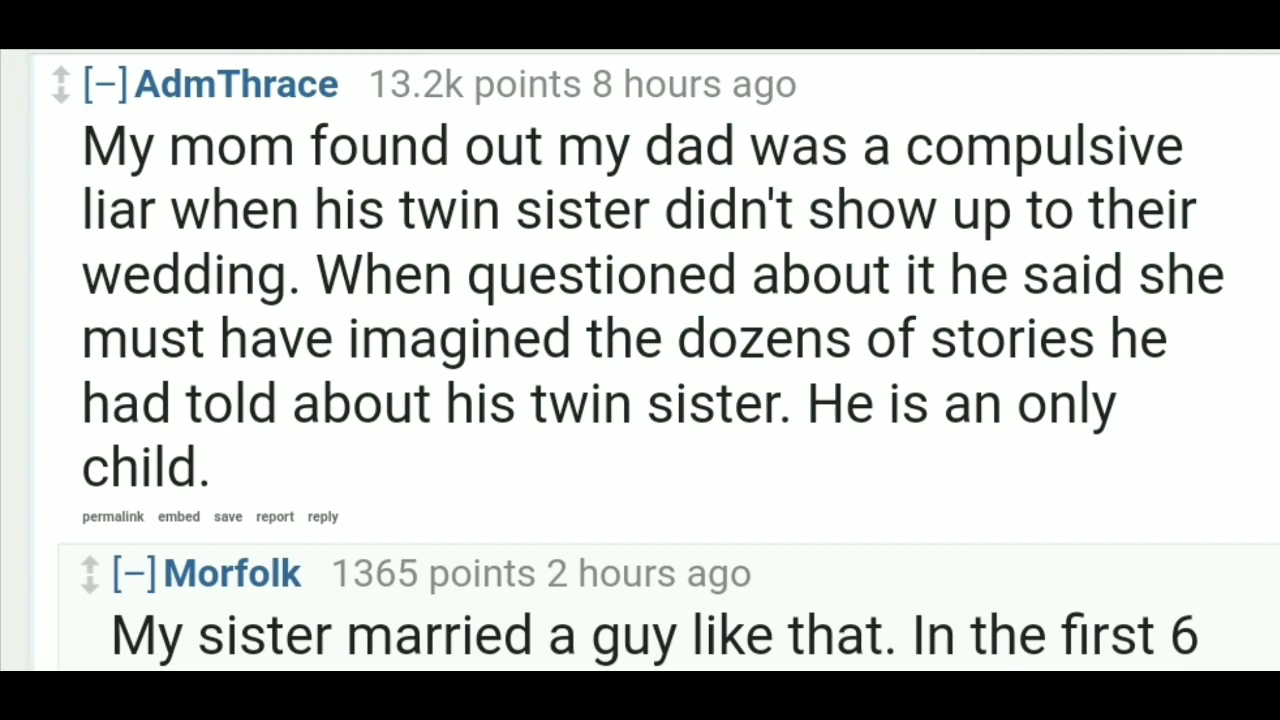 [–] AdmThrace 13.2k points 8 hours ago
My mom found out my dad was a compulsive
liar when his twin sister didn't show up to their
wedding. When questioned about it he said she
must have imagined the dozens of stories he
had told about his twin sister. He is an only
child.
permalink embed save report reply
[–] Morfolk 1365 points 2 hours ago
My sister married a guy like that. In the first 6